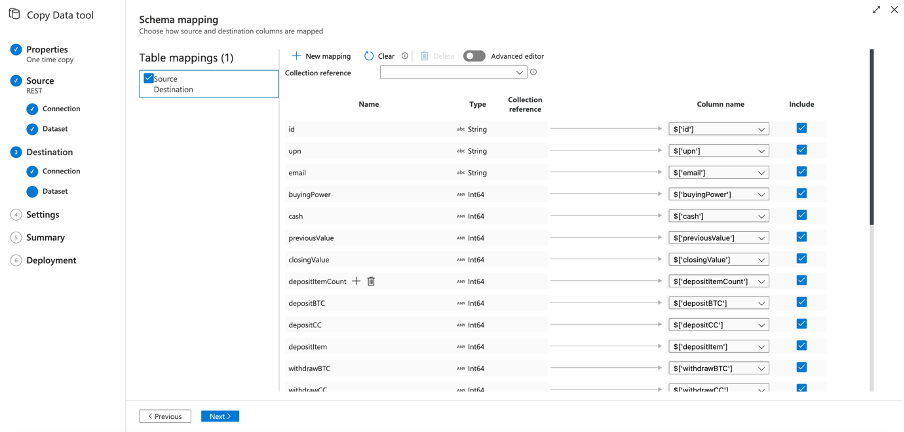 Copy Data tool
Properties
One time copy
Source
REST
Connection
Dataset
3 Destination
Connection
Dataset
4 Settings
5 Summary
6 Deployment
Schema mapping
Choose how source and destination columns are mapped
Table mappings (1)
Source
Destination
New mapping Clear Delete Advanced editor
Collection reference
Name Type Collection reference Column name Include
id abc String $['id']
upn abc String $['upn']
email abc String $['email']
buyingPower Int64 $['buyingPower']
cash Int64 $['cash']
previousValue Int64 $['previousValue']
closingValue Int64 $['closingValue']
depositItemCount Int64 $['depositItemCount']
depositBTC Int64 $['depositBTC']
depositCC Int64 $['depositCC']
depositItem Int64 $['depositItem']
withdrawBTC Int64 $['withdrawBTC']
withdrawCC Int64 $['withdrawCC']
< Previous Next >